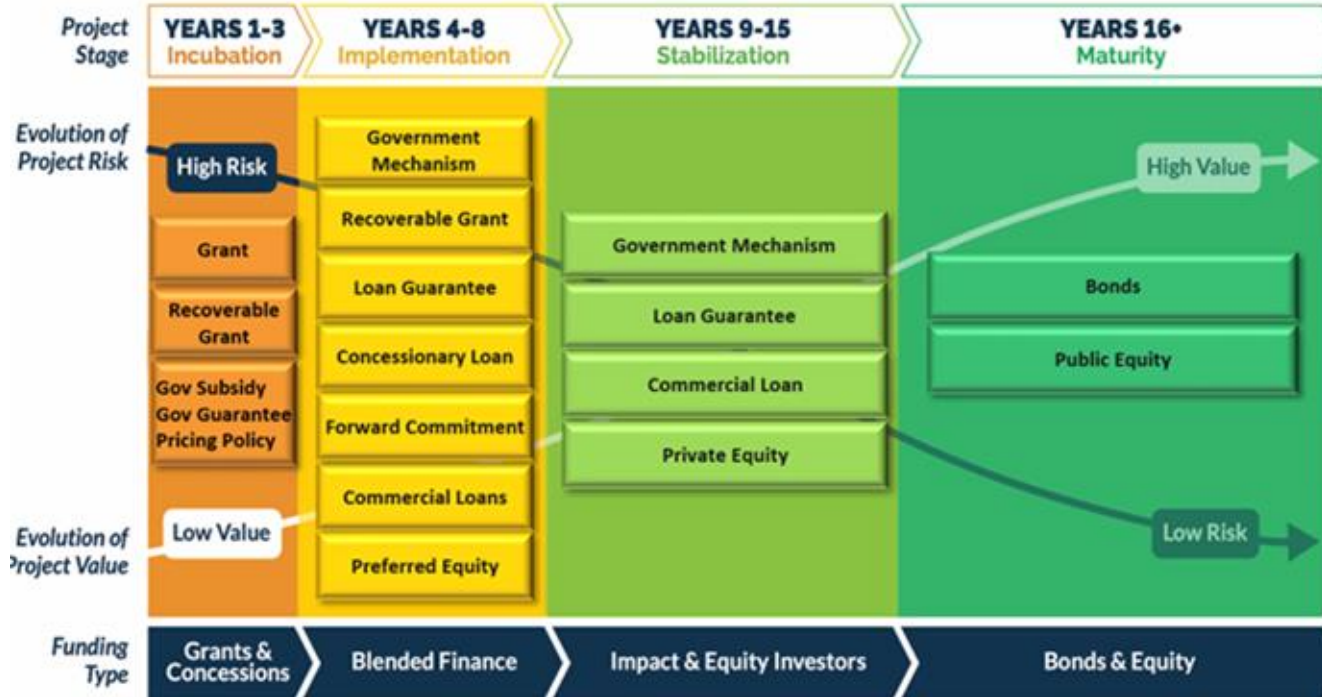 Project
Stage
YEARS 1-3
Incubation
YEARS 4-8
Implementation
YEARS 9-15
Stabilization
YEARS 16+
Maturity
Evolution of
Project Risk
High Risk
Grant
Recoverable
Grant
Gov Subsidy
Gov Guarantee
Pricing Policy
Low Value
Evolution of
Project Value
Government
Mechanism
Recoverable Grant
Loan Guarantee
Concessionary Loan
Forward Commitment
Commercial Loans
Preferred Equity
Government Mechanism
Loan Guarantee
Commercial Loan
Private Equity
High Value
Bonds
Public Equity
Low Risk
Funding
Type
Grants &
Concessions
Blended Finance
Impact & Equity Investors
Bonds & Equity